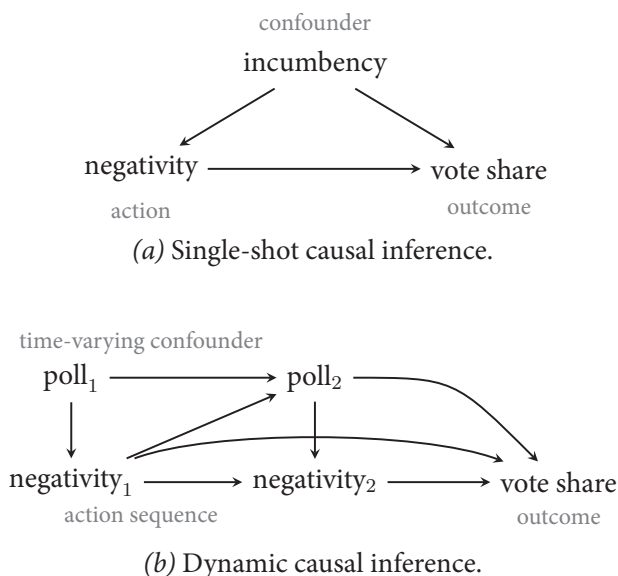 confounder
incumbency
negativity
vote share
action
outcome
(a) Single-shot causal inference.
time-varying confounder
poll₁
poll₂
negativity₁
negativity₂
vote share
action sequence
outcome
(b) Dynamic causal inference.